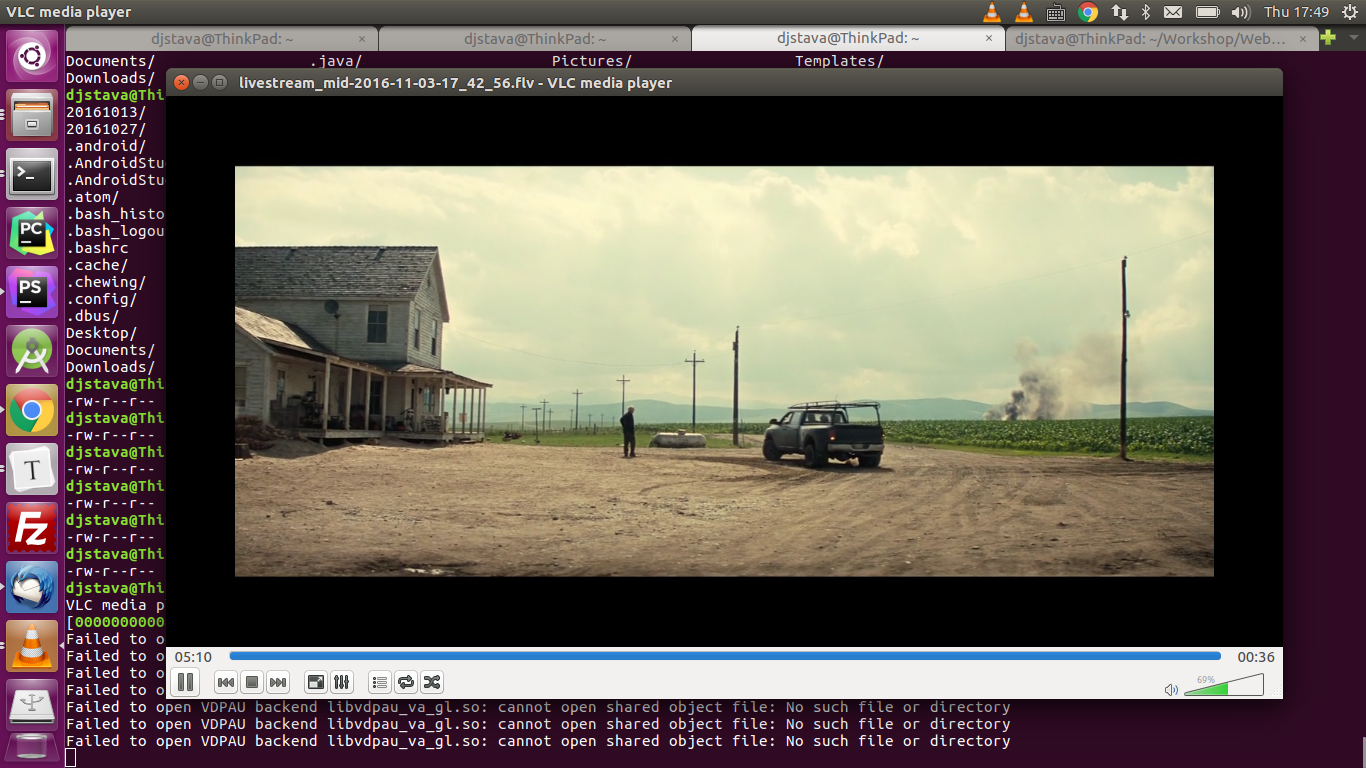 VLC media player
Thu 17:49
djstava@ThinkPad: ~ × djstava@ThinkPad: ~ × djstava@ThinkPad: ~ × djstava@ThinkPad: ~/Workshop/Web... ×
Documents/ .java/ Pictures/ Templates/
Downloads/
livestream_mid-2016-11-03-17_42_56.flv - VLC media player
djstava@Thi
20161013/
20161027/
.android/
.AndroidStu
.AndroidStu
.atom/
.bash_histo
.bash_logou
.bashrc
.cache/
.chewing/
.config/
.dbus/
Desktop/
Documents/
Downloads/
djstava@Thi
-rw-r--r--
djstava@Thi
-rw-r--r--
djstava@Thi
-rw-r--r--
djstava@Thi
-rw-r--r--
djstava@Thi
-rw-r--r--
djstava@Thi
-rw-r--r--
djstava@Thi
VLC media p
[0000000000
Failed to o
Failed to o
Failed to o
Failed to o
05:10 00:36
69%
Failed to open VDPAU backend libvdpau_va_gl.so: cannot open shared object file: No such file or directory
Failed to open VDPAU backend libvdpau_va_gl.so: cannot open shared object file: No such file or directory
Failed to open VDPAU backend libvdpau_va_gl.so: cannot open shared object file: No such file or directory
PC
PS
T
Fz